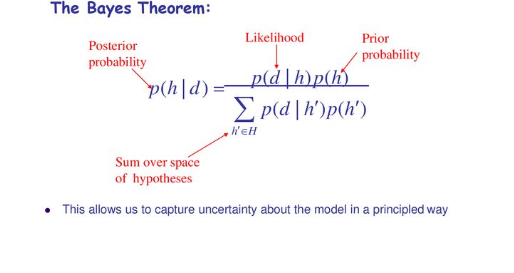 The Bayes Theorem:
Likelihood
Posterior
probability
Prior
probability
p(h | d) = p(d | h)p(h)
∑ p(d | h′)p(h′)
h′∈H
Sum over space
of hypotheses
• This allows us to capture uncertainty about the model in a principled way